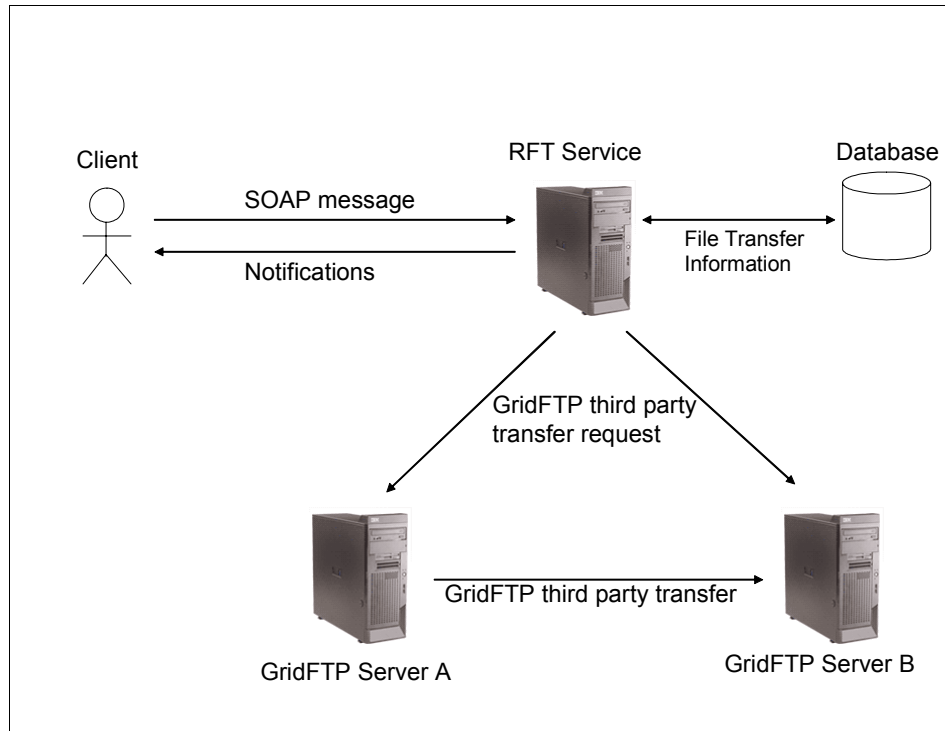 RFT Service
Database
Client
SOAP message
File Transfer
Information
Notifications
GridFTP third party
transfer request
GridFTP third party transfer
GridFTP Server A
GridFTP Server B